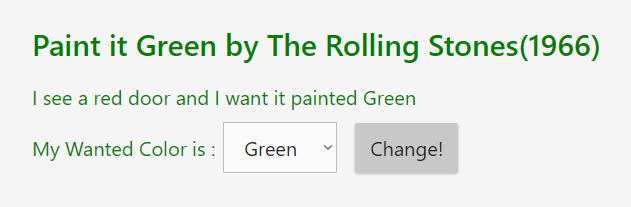 Paint it Green by The Rolling Stones(1966)
I see a red door and I want it painted Green
My Wanted Color is : Green Change!